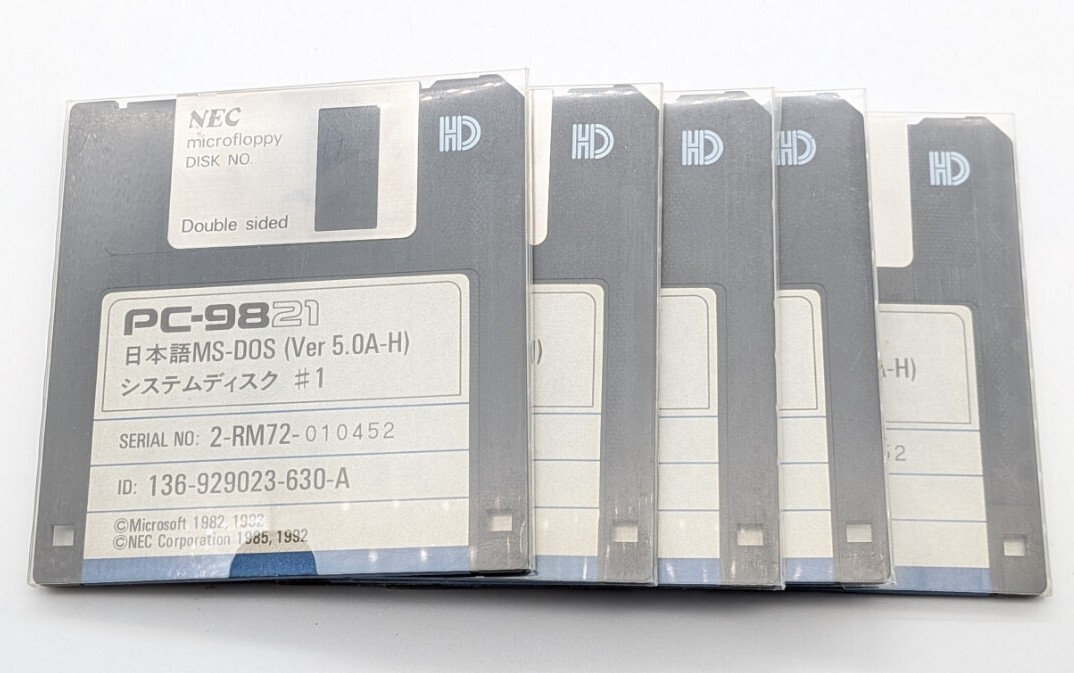 NEC
microfloppy
DISK NO.
Double sided
HD
HD
HD
HD
HD
PC-9821
日本語MS-DOS (Ver 5.0A-H)
システムディスク #1
SERIAL NO: 2-RM72-010452
ID: 136-929023-630-A
©Microsoft 1982, 1992
©NEC Corporation 1985, 1992
)
-H)
52